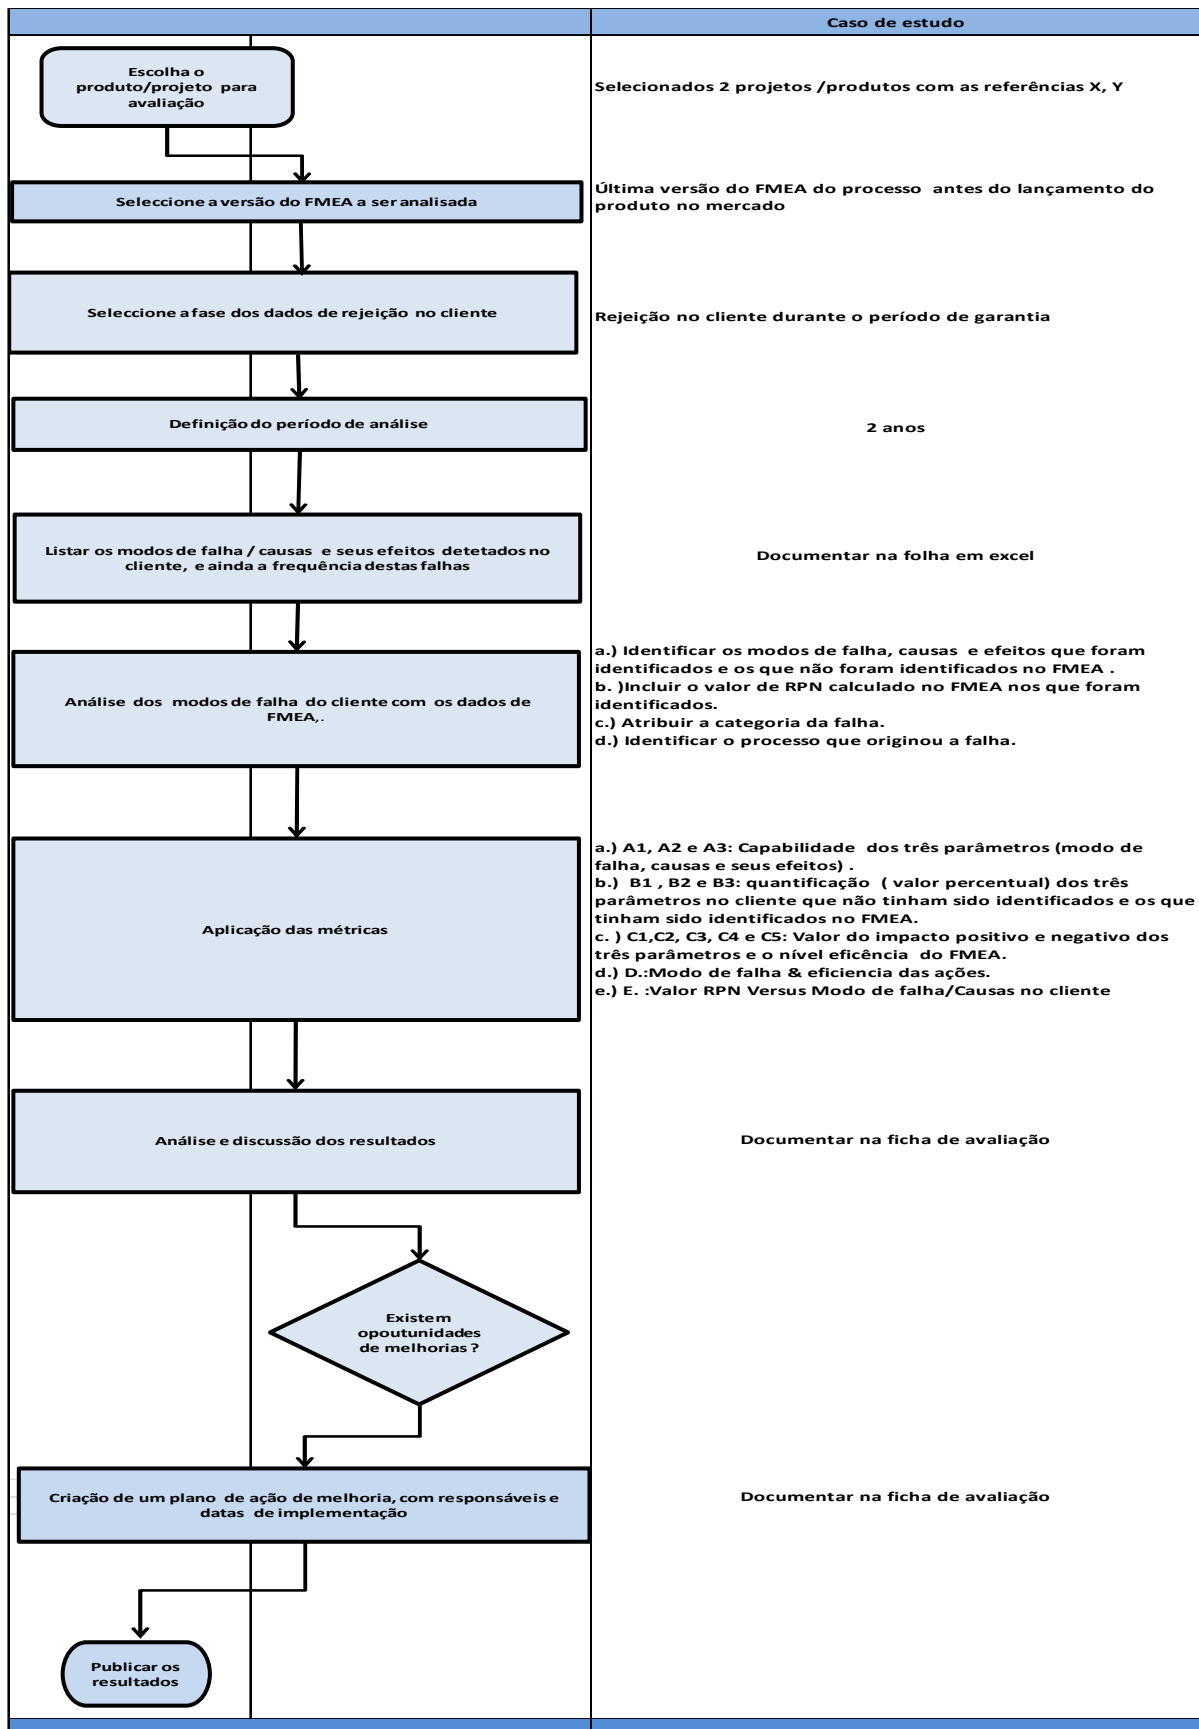 Caso de estudo
Escolha o
produto/projeto para
avaliação
Selecionados 2 projetos /produtos com as referências X, Y
Seleccione a versão do FMEA a ser analisada
Última versão do FMEA do processo antes do lançamento do
produto no mercado
Seleccione a fase dos dados de rejeição no cliente
Rejeição no cliente durante o período de garantia
Definição do período de análise
2 anos
Listar os modos de falha / causas e seus efeitos detetados no
cliente, e ainda a frequência destas falhas
Documentar na folha em excel
Análise dos modos de falha do cliente com os dados de
FMEA,.
a.) Identificar os modos de falha, causas e efeitos que foram
identificados e os que não foram identificados no FMEA .
b. )Incluir o valor de RPN calculado no FMEA nos que foram
identificados.
c.) Atribuir a categoria da falha.
d.) Identificar o processo que originou a falha.
Aplicação das métricas
a.) A1, A2 e A3: Capabilidade dos três parâmetros (modo de
falha, causas e seus efeitos) .
b.) B1 , B2 e B3: quantificação ( valor percentual) dos três
parâmetros no cliente que não tinham sido identificados e os que
tinham sido identificados no FMEA.
c. ) C1,C2, C3, C4 e C5: Valor do impacto positivo e negativo dos
três parâmetros e o nível eficência do FMEA.
d.) D.:Modo de falha & eficiencia das ações.
e.) E. :Valor RPN Versus Modo de falha/Causas no cliente
Análise e discussão dos resultados
Documentar na ficha de avaliação
Existem
opoutunidades
de melhorias ?
Criação de um plano de ação de melhoria, com responsáveis e
datas de implementação
Documentar na ficha de avaliação
Publicar os
resultados